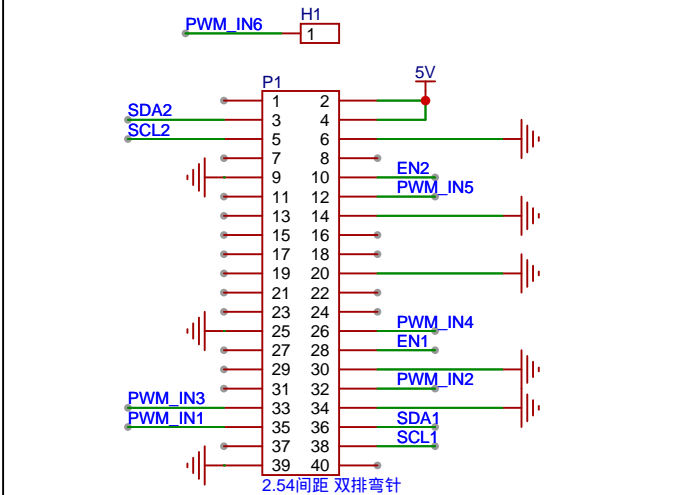 PWM_IN6
H1
1
5V
P1
1 2
SDA2 3 4
SCL2 5 6
7 8
9 10 EN2
11 12 PWM_IN5
13 14
15 16
17 18
19 20
21 22
23 24
25 26 PWM_IN4
27 28 EN1
29 30
31 32 PWM_IN2
PWM_IN3 33 34
PWM_IN1 35 36 SDA1
37 38 SCL1
39 40
2.54间距 双排弯针